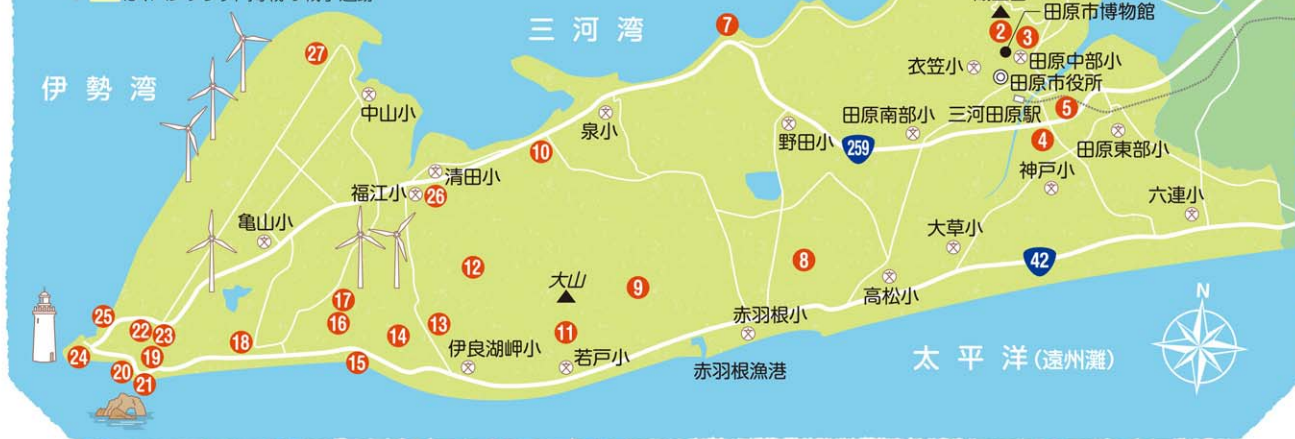 三河湾
伊勢湾
田原市博物館
2
3
7
27
衣笠小
田原中部小
田原市役所
中山小
泉小
田原南部小
三河田原駅
5
10
野田小
259
4
田原東部小
清田小
神戸小
福江小
26
六連小
亀山小
大草小
12
8
42
大山
9
高松小
N
17
25
22
23
16
14
13
11
赤羽根小
18
24
19
伊良湖岬小
若戸小
15
赤羽根漁港
太平洋(遠州灘)
20
21